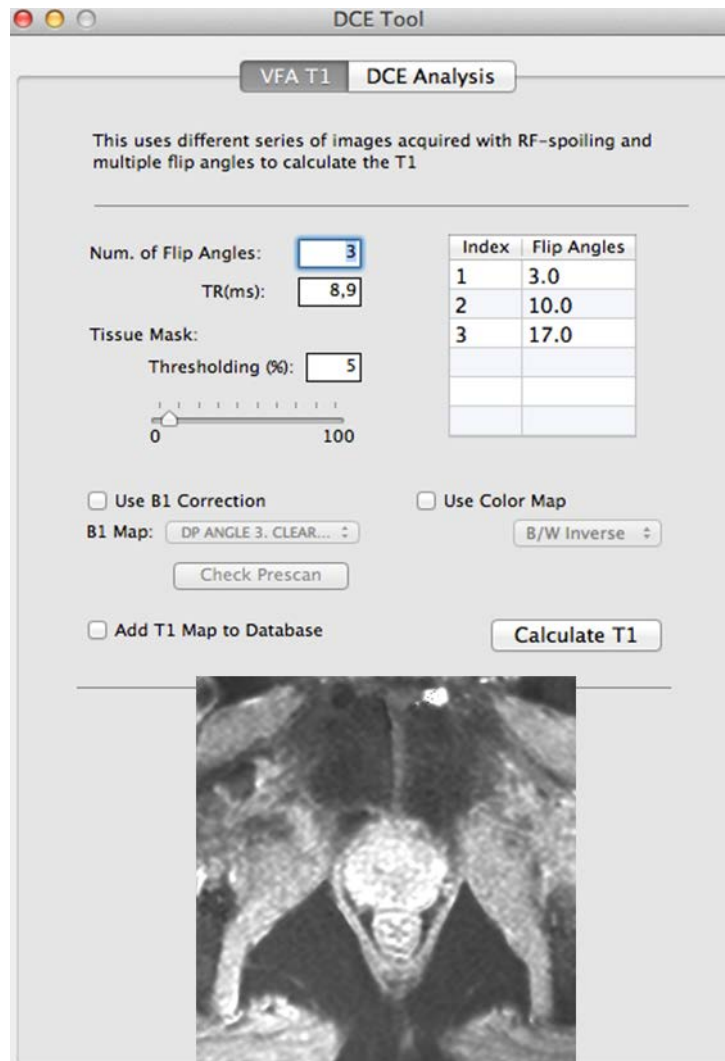 DCE Tool
VFA T1 DCE Analysis
This uses different series of images acquired with RF-spoiling and
multiple flip angles to calculate the T1
Num. of Flip Angles: 3
TR(ms): 8,9
Tissue Mask:
Thresholding (%): 5
0 100
Index Flip Angles
1 3.0
2 10.0
3 17.0
Use B1 Correction
B1 Map: DP ANGLE 3. CLEAR...
Check Prescan
Use Color Map
B/W Inverse
Add T1 Map to Database
Calculate T1